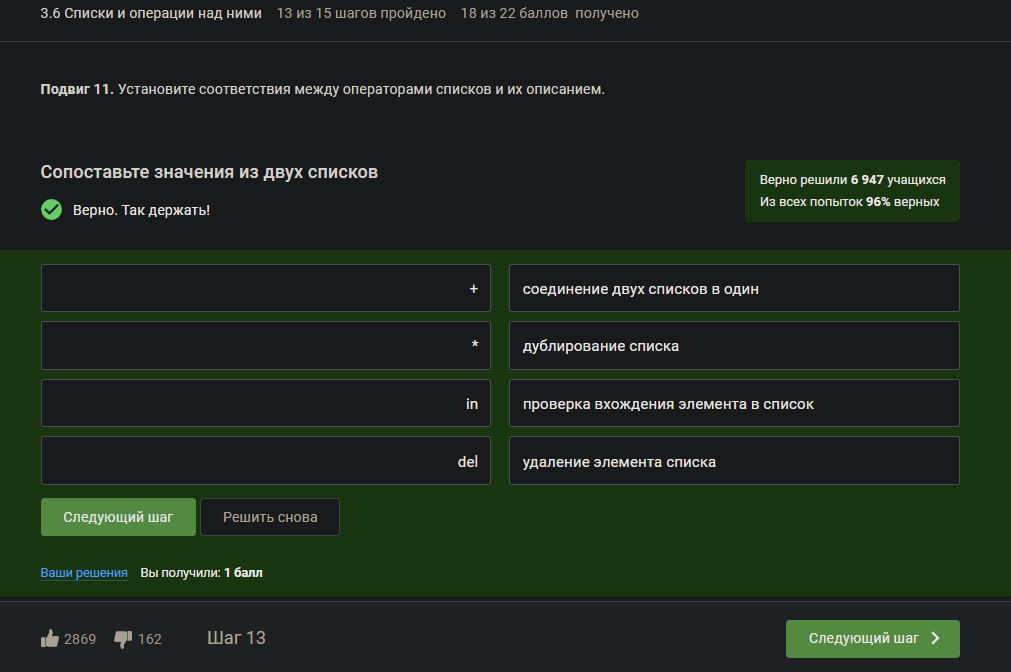 3.6 Списки и операции над ними 13 из 15 шагов пройдено 18 из 22 баллов получено
Подвиг 11. Установите соответствия между операторами списков и их описанием.
Сопоставьте значения из двух списков
Верно. Так держать!
Верно решили 6 947 учащихся
Из всех попыток 96% верных
+ соединение двух списков в один
* дублирование списка
in проверка вхождения элемента в список
del удаление элемента списка
Следующий шаг Решить снова
Ваши решения Вы получили: 1 балл
2869 162 Шаг 13 Следующий шаг